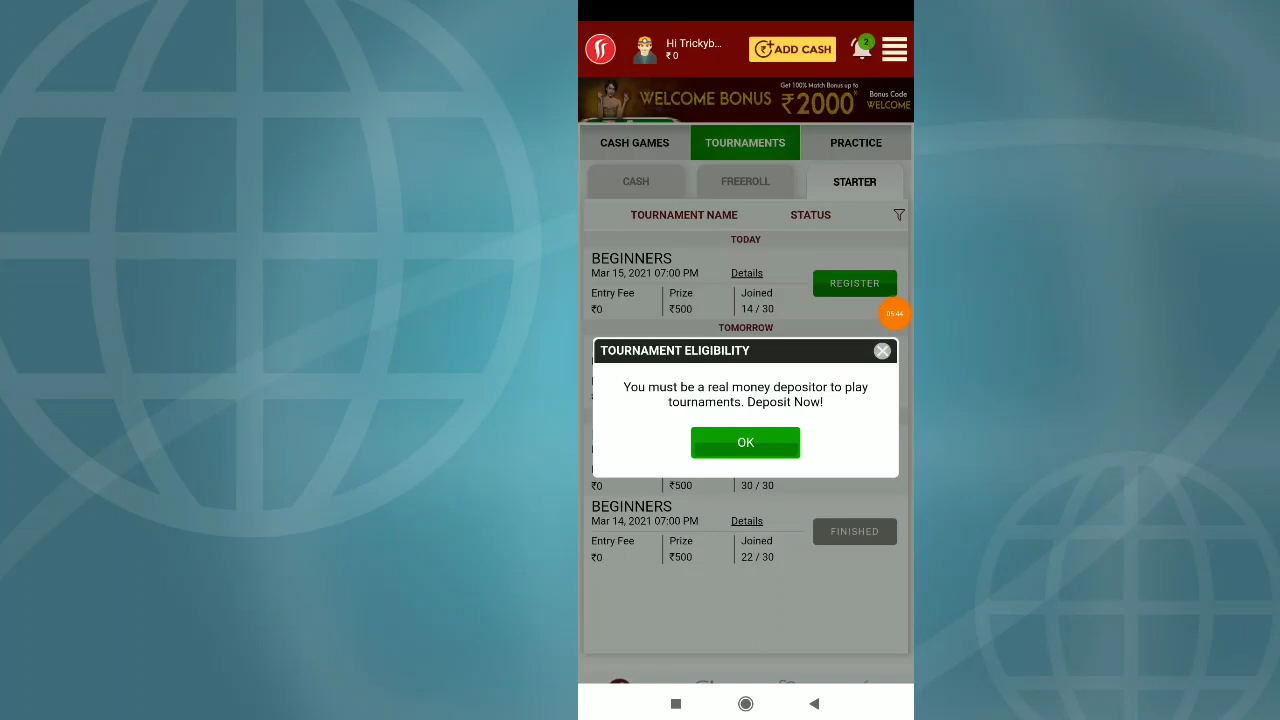 Hi Trickyb...
₹ 0
ADD CASH
2
WELCOME BONUS
Get 100% Match Bonus up to
₹2000*
Bonus Code
WELCOME
CASH GAMES
TOURNAMENTS
PRACTICE
CASH
FREEROLL
STARTER
TOURNAMENT NAME
STATUS
TODAY
BEGINNERS
Mar 15, 2021 07:00 PM
Details
REGISTER
Entry Fee
Prize
Joined
₹0
₹500
14 / 30
05:44
TOMORROW
TOURNAMENT ELIGIBILITY
You must be a real money depositor to play
tournaments. Deposit Now!
OK
₹0
₹500
30 / 30
BEGINNERS
Mar 14, 2021 07:00 PM
Details
FINISHED
Entry Fee
Prize
Joined
₹0
₹500
22 / 30